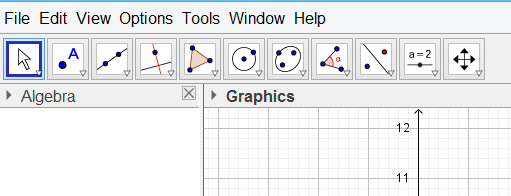 File Edit View Options Tools Window Help
A α a=2
Algebra Graphics
12
11